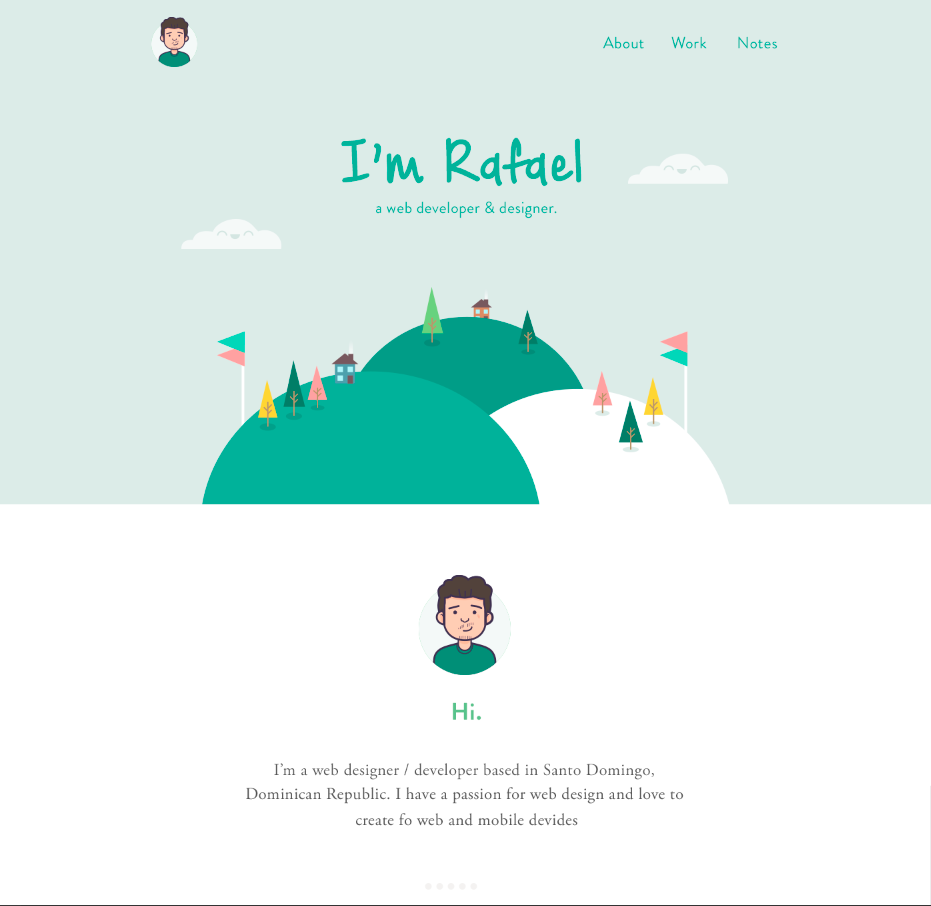 About Work Notes
I'm Rafael
a web developer & designer.
Hi.
I'm a web designer / developer based in Santo Domingo,
Dominican Republic. I have a passion for web design and love to
create fo web and mobile devides